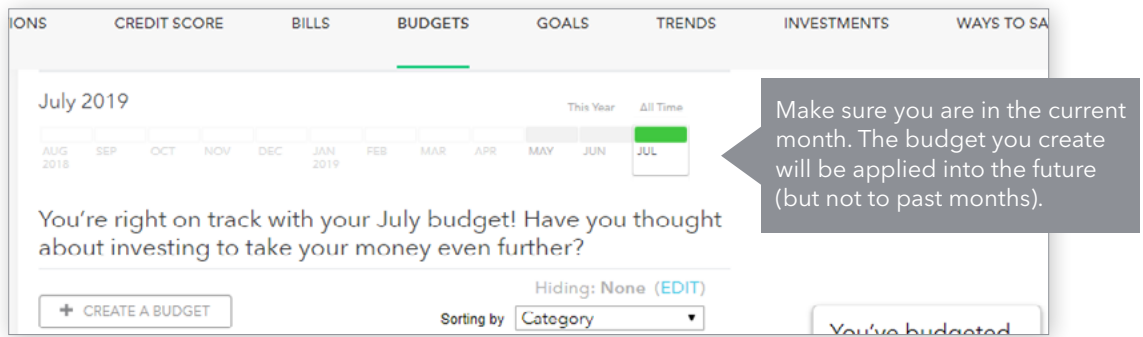 IONS CREDIT SCORE BILLS BUDGETS GOALS TRENDS INVESTMENTS WAYS TO SA
July 2019
This Year All Time
AUG SEP OCT NOV DEC JAN FEB MAR APR MAY JUN JUL
2018 2019
You're right on track with your July budget! Have you thought
about investing to take your money even further?
Hiding: None (EDIT)
+ CREATE A BUDGET
Sorting by Category
You've budgeted
Make sure you are in the current
month. The budget you create
will be applied into the future
(but not to past months).